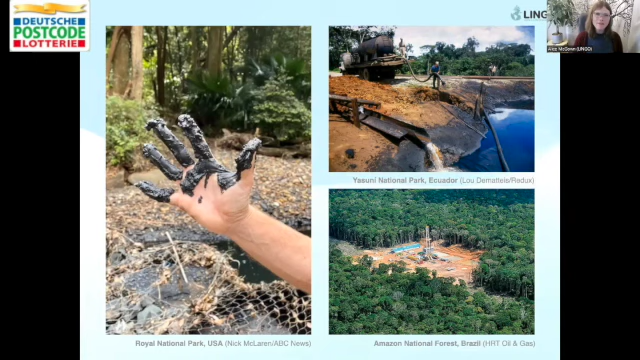 DEUTSCHE
POSTCODE
LOTTERIE
LINGO
Alice McGown (LINGO)
Yasuni National Park, Ecuador (Lou Dematteis/Redux)
Royal National Park, USA (Nick McLaren/ABC News)
Amazon National Forest, Brazil (HRT Oil & Gas)